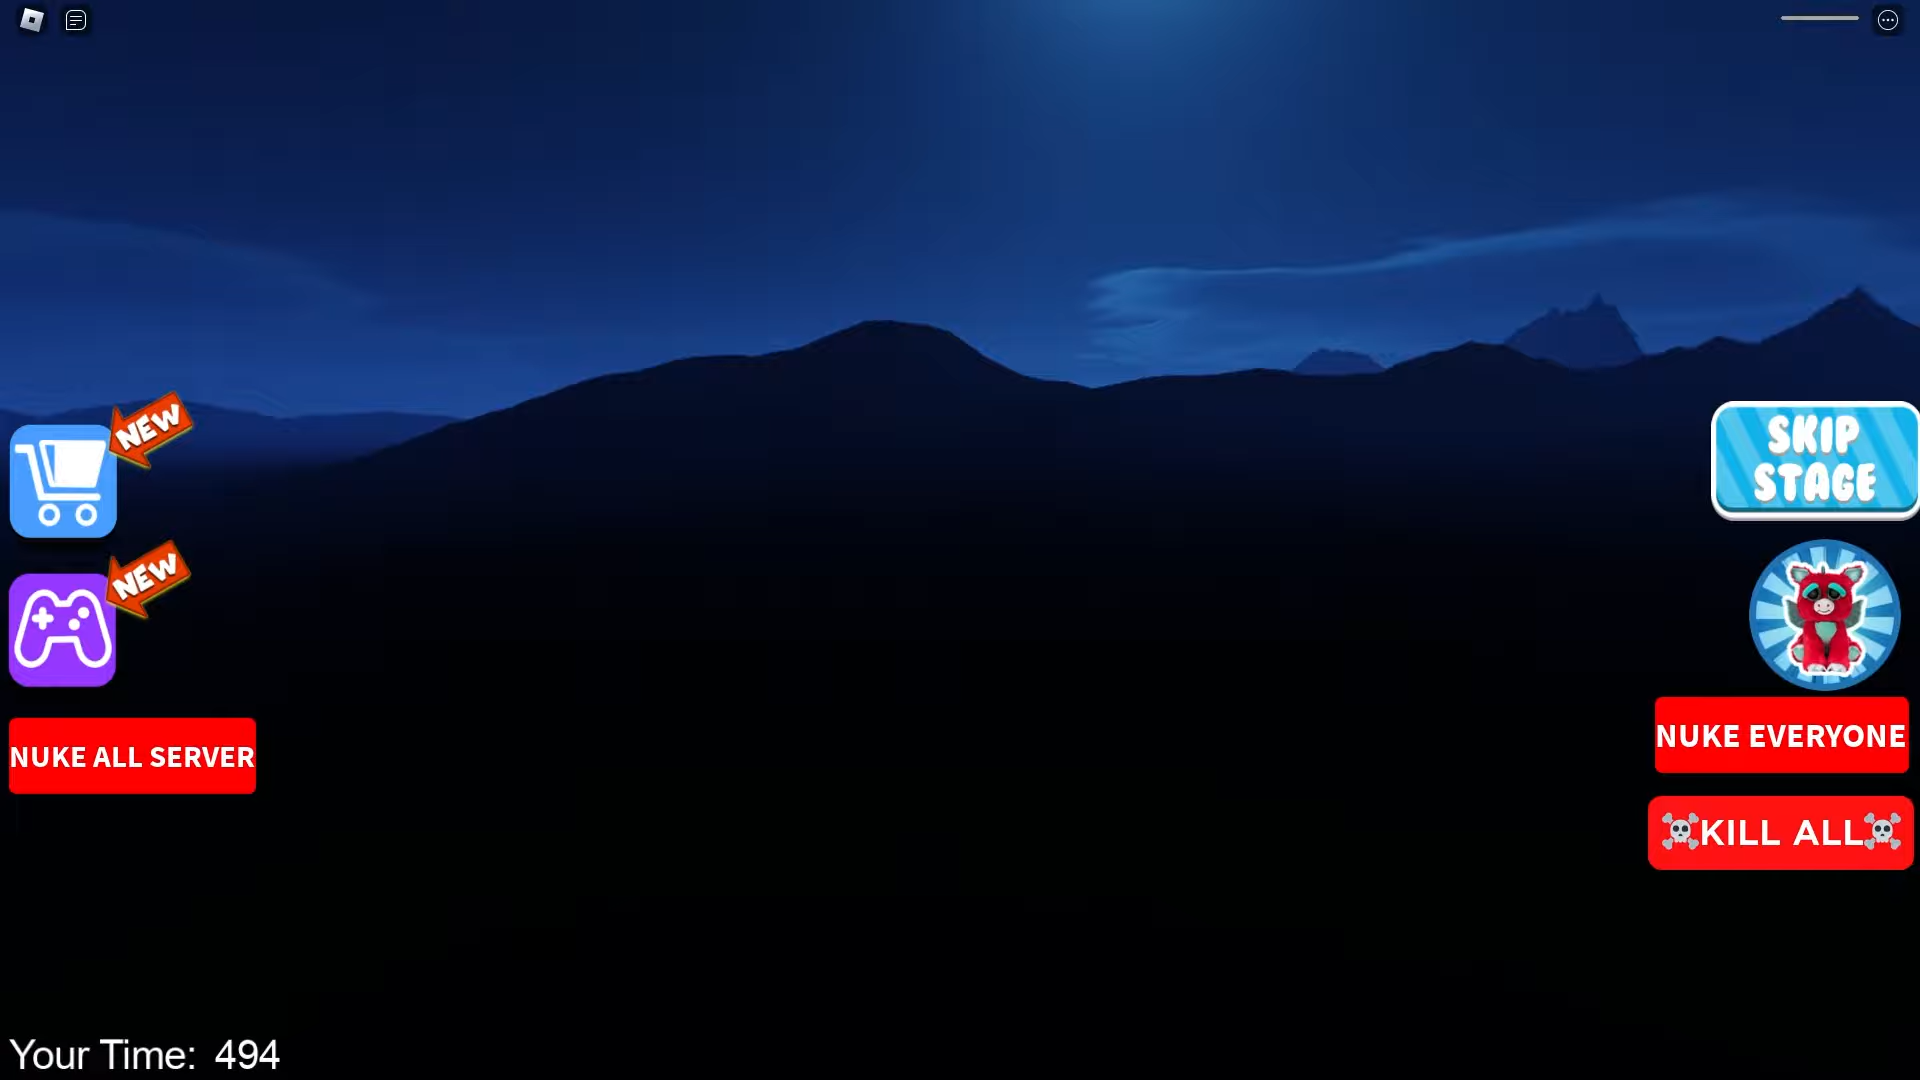 NEW
SKIP
STAGE
NEW
NUKE ALL SERVER
NUKE EVERYONE
☠KILL ALL☠
Your Time: 494